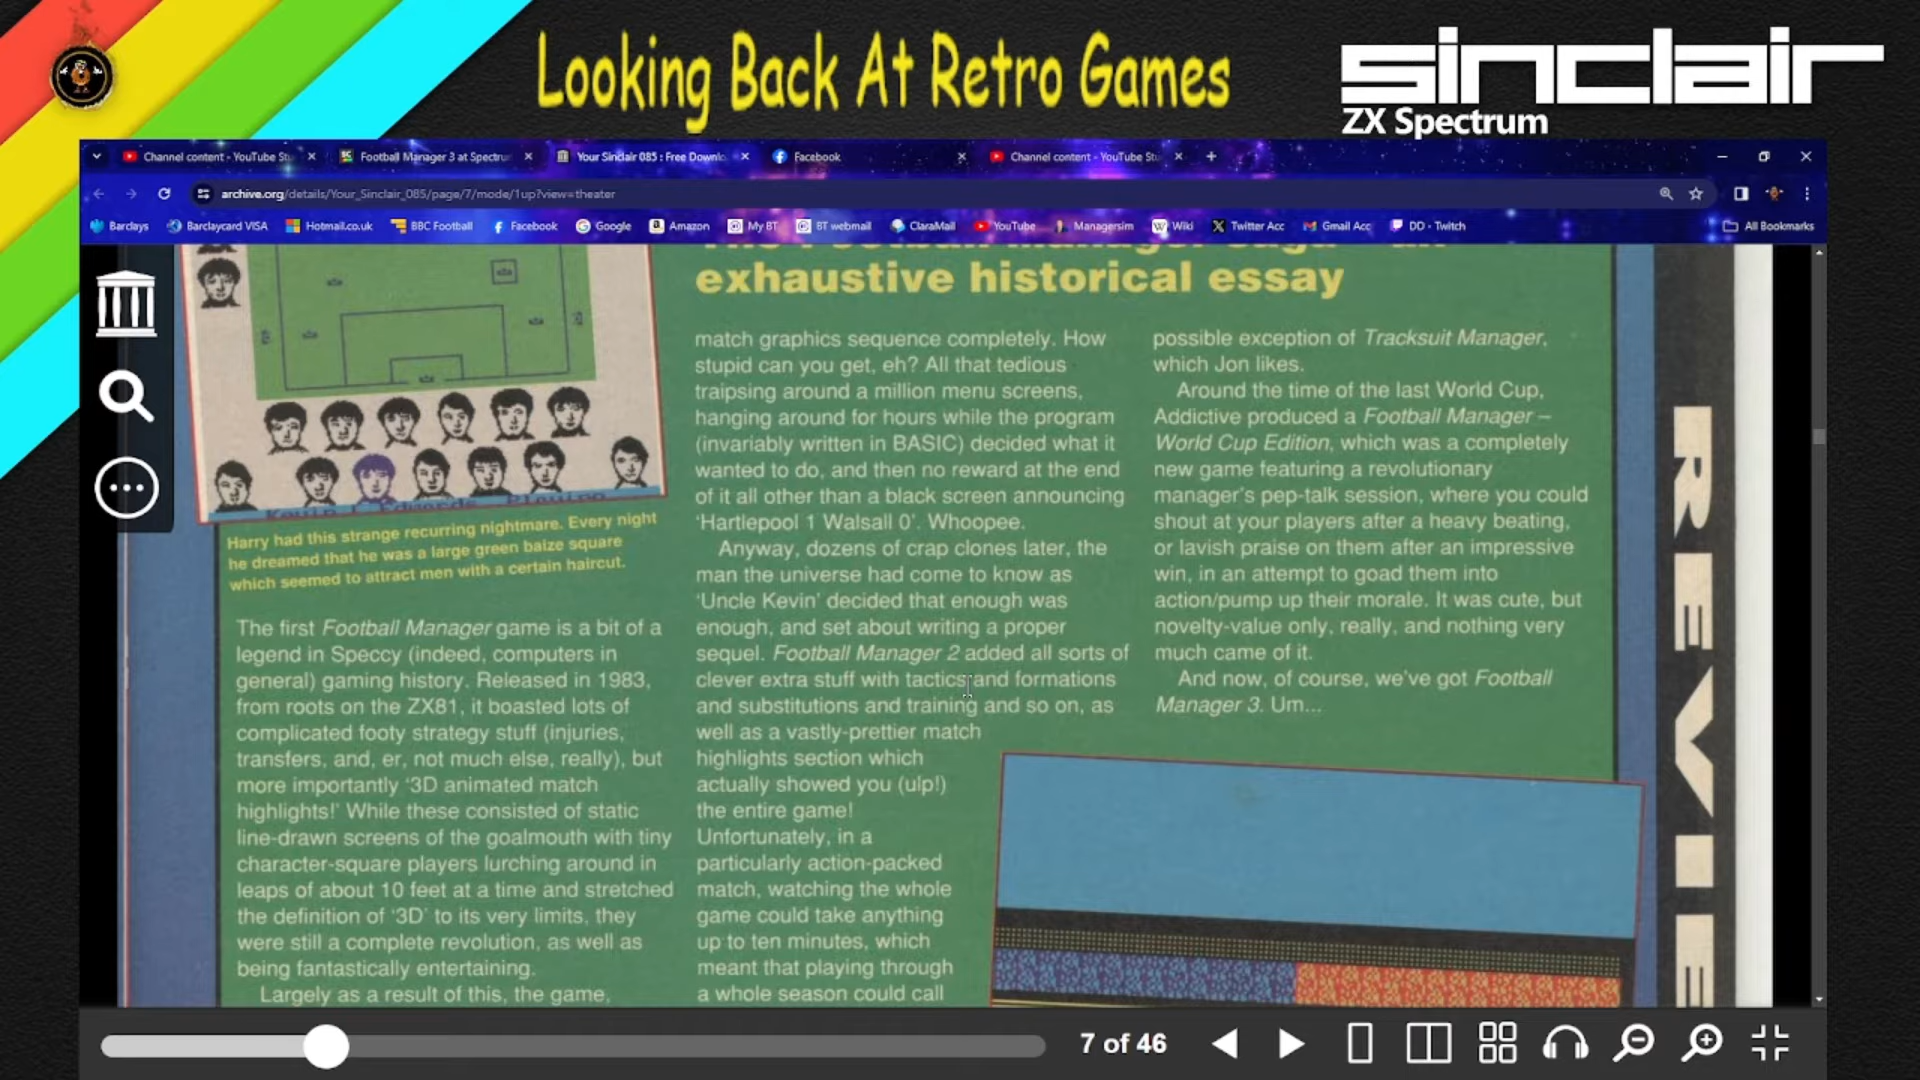 Looking Back At Retro Games
sinclair
ZX Spectrum
Channel content - YouTube Stu
Football Manager 3 at Spectrum
Your Sinclair 085 : Free Downlo
Facebook
Channel content - YouTube Stu
archive.org/details/Your_Sinclair_085/page/7/mode/1up?view=theater
Barclays
Barclaycard VISA
Hotmail.co.uk
BBC Football
Facebook
Google
Amazon
My BT
BT webmail
ClaraMail
YouTube
Managersim
Wiki
Twitter Acc
Gmail Acc
DD - Twitch
All Bookmarks
exhaustive historical essay
Harry had this strange recurring nightmare. Every night
he dreamed that he was a large green baize square
which seemed to attract men with a certain haircut.
The first Football Manager game is a bit of a
legend in Speccy (indeed, computers in
general) gaming history. Released in 1983,
from roots on the ZX81, it boasted lots of
complicated footy strategy stuff (injuries,
transfers, and, er, not much else, really), but
more importantly '3D animated match
highlights!' While these consisted of static
line-drawn screens of the goalmouth with tiny
character-square players lurching around in
leaps of about 10 feet at a time and stretched
the definition of '3D' to its very limits, they
were still a complete revolution, as well as
being fantastically entertaining.
Largely as a result of this, the game,
match graphics sequence completely. How
stupid can you get, eh? All that tedious
traipsing around a million menu screens,
hanging around for hours while the program
(invariably written in BASIC) decided what it
wanted to do, and then no reward at the end
of it all other than a black screen announcing
'Hartlepool 1 Walsall 0'. Whoopee.
Anyway, dozens of crap clones later, the
man the universe had come to know as
'Uncle Kevin' decided that enough was
enough, and set about writing a proper
sequel. Football Manager 2 added all sorts of
clever extra stuff with tactics and formations
and substitutions and training and so on, as
well as a vastly-prettier match
highlights section which
actually showed you (ulp!)
the entire game!
Unfortunately, in a
particularly action-packed
match, watching the whole
game could take anything
up to ten minutes, which
meant that playing through
a whole season could call
possible exception of Tracksuit Manager,
which Jon likes.
Around the time of the last World Cup,
Addictive produced a Football Manager –
World Cup Edition, which was a completely
new game featuring a revolutionary
manager's pep-talk session, where you could
shout at your players after a heavy beating,
or lavish praise on them after an impressive
win, in an attempt to goad them into
action/pump up their morale. It was cute, but
novelty-value only, really, and nothing very
much came of it.
And now, of course, we've got Football
Manager 3. Um...
REVIE
7 of 46